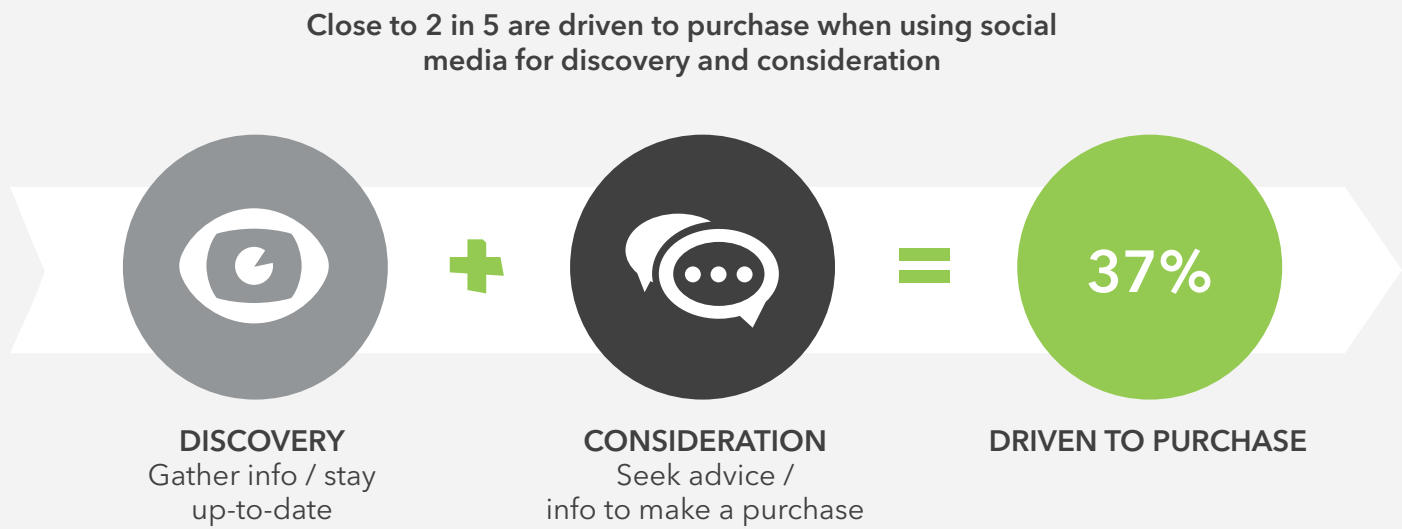 Close to 2 in 5 are driven to purchase when using social
media for discovery and consideration
37%
DISCOVERY
Gather info / stay
up-to-date
CONSIDERATION
Seek advice /
info to make a purchase
DRIVEN TO PURCHASE